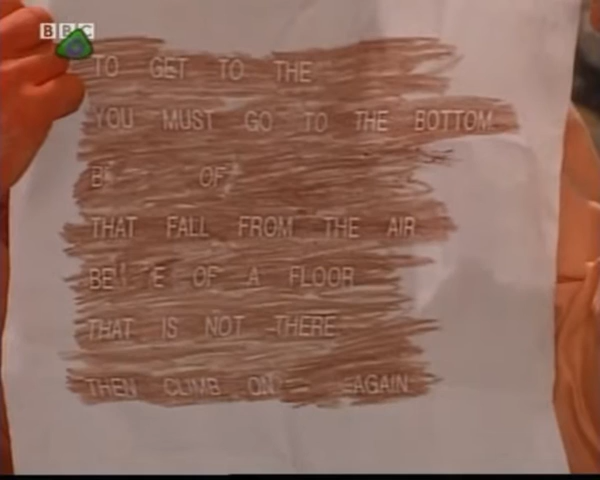 BBC
TO GET TO THE
YOU MUST GO TO THE BOTTOM
OF
THAT FALL FROM THE AIR
OF A FLOOR
THAT IS NOT THERE
THEN CLIMB ON AGAIN